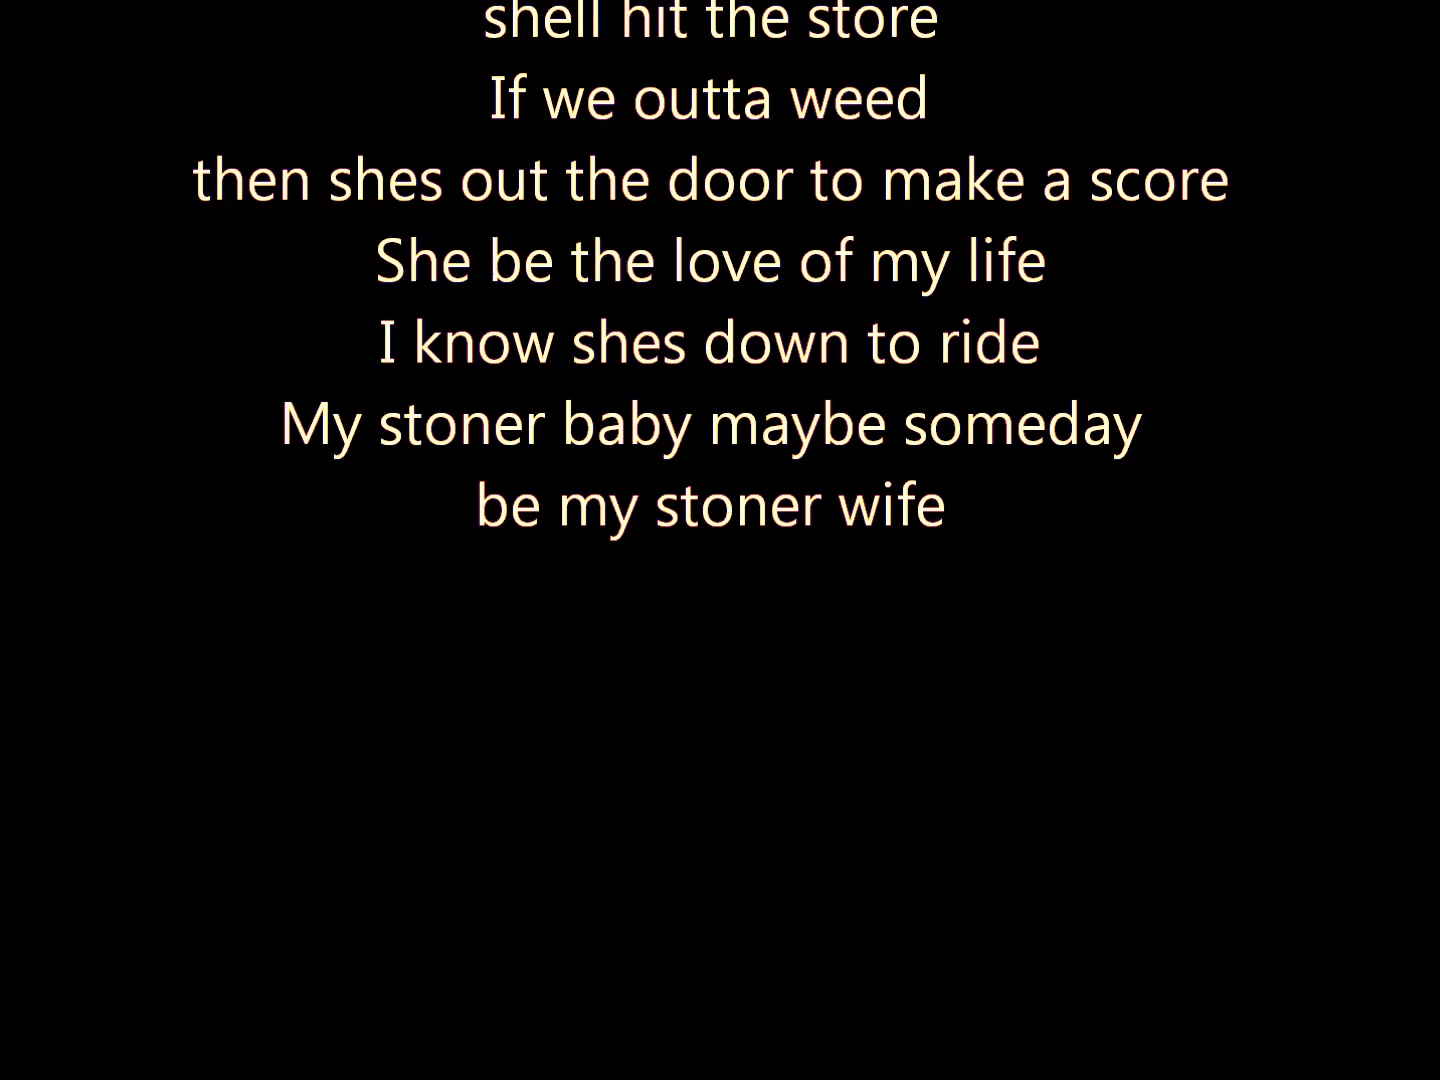 shell hit the store
If we outta weed
then shes out the door to make a score
She be the love of my life
I know shes down to ride
My stoner baby maybe someday
be my stoner wife